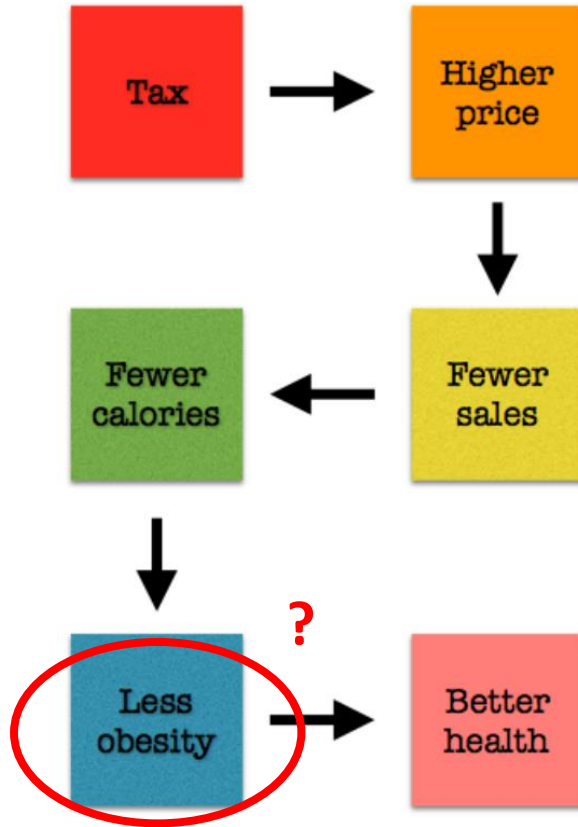 Tax
Higher
price
Fewer
calories
Fewer
sales
?
Less
obesity
Better
health